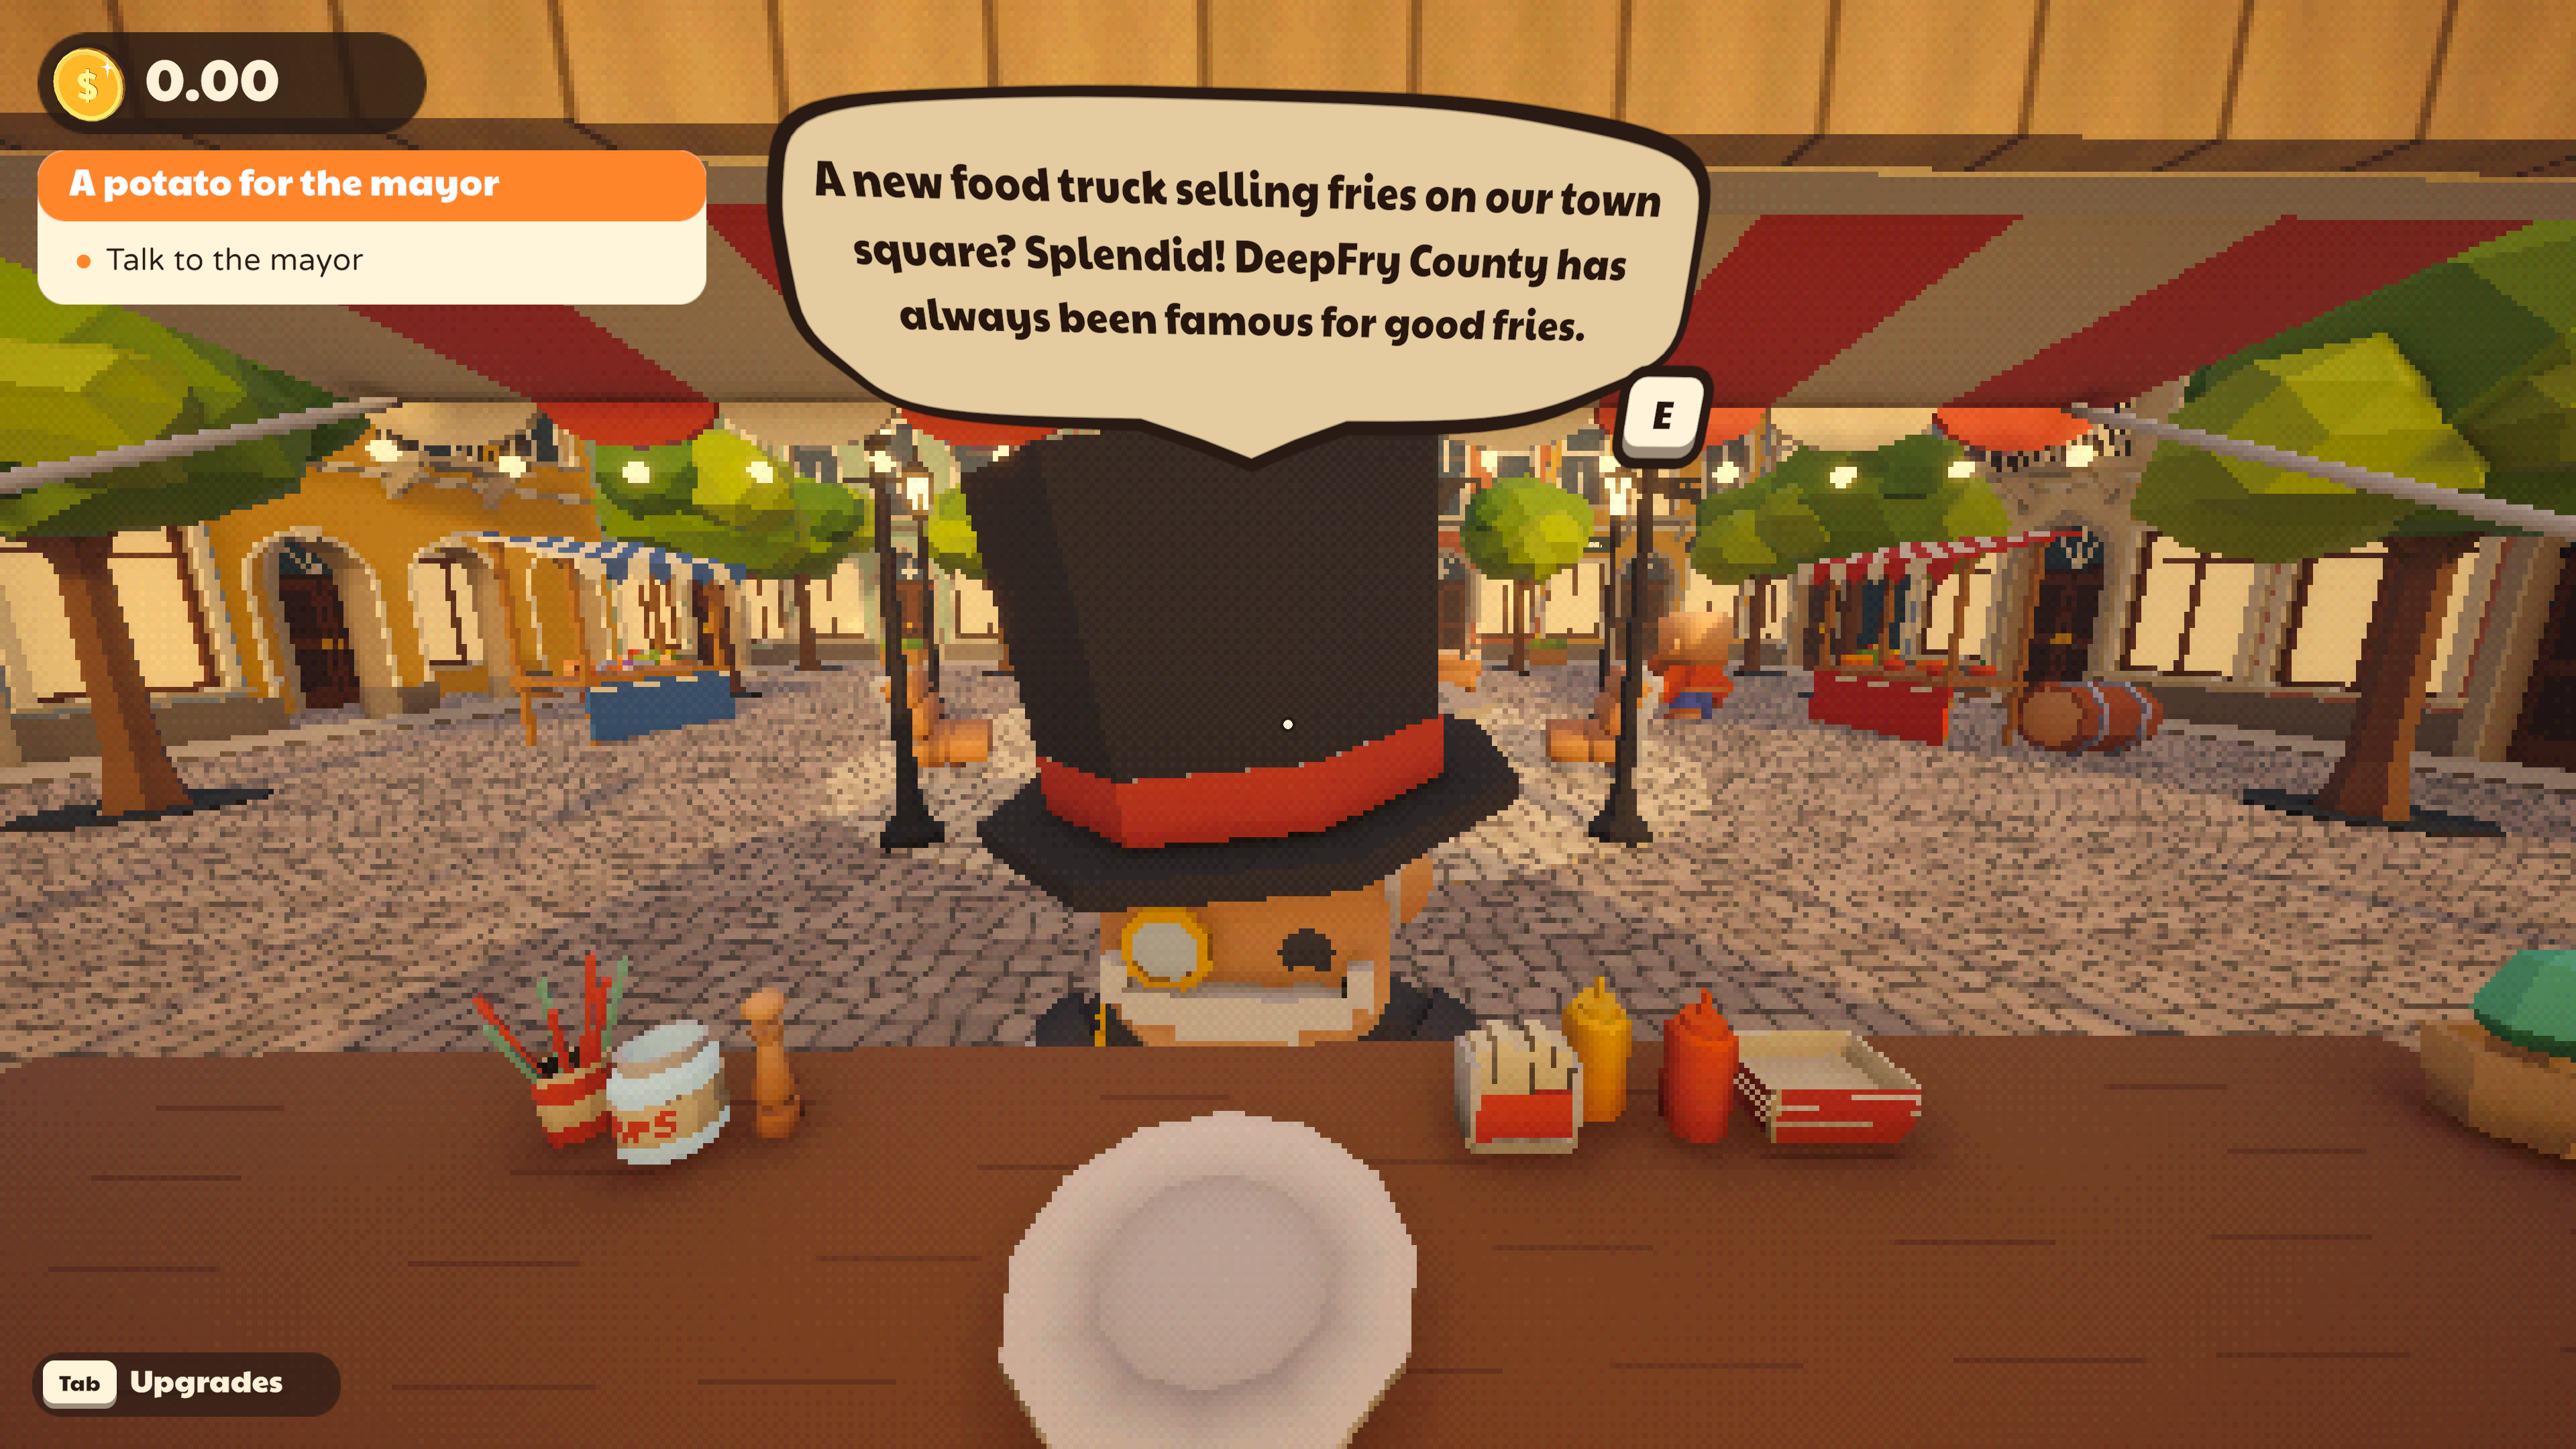 0.00
A potato for the mayor
Talk to the mayor
A new food truck selling fries on our town
square? Splendid! DeepFry County has
always been famous for good fries.
E
Tab Upgrades